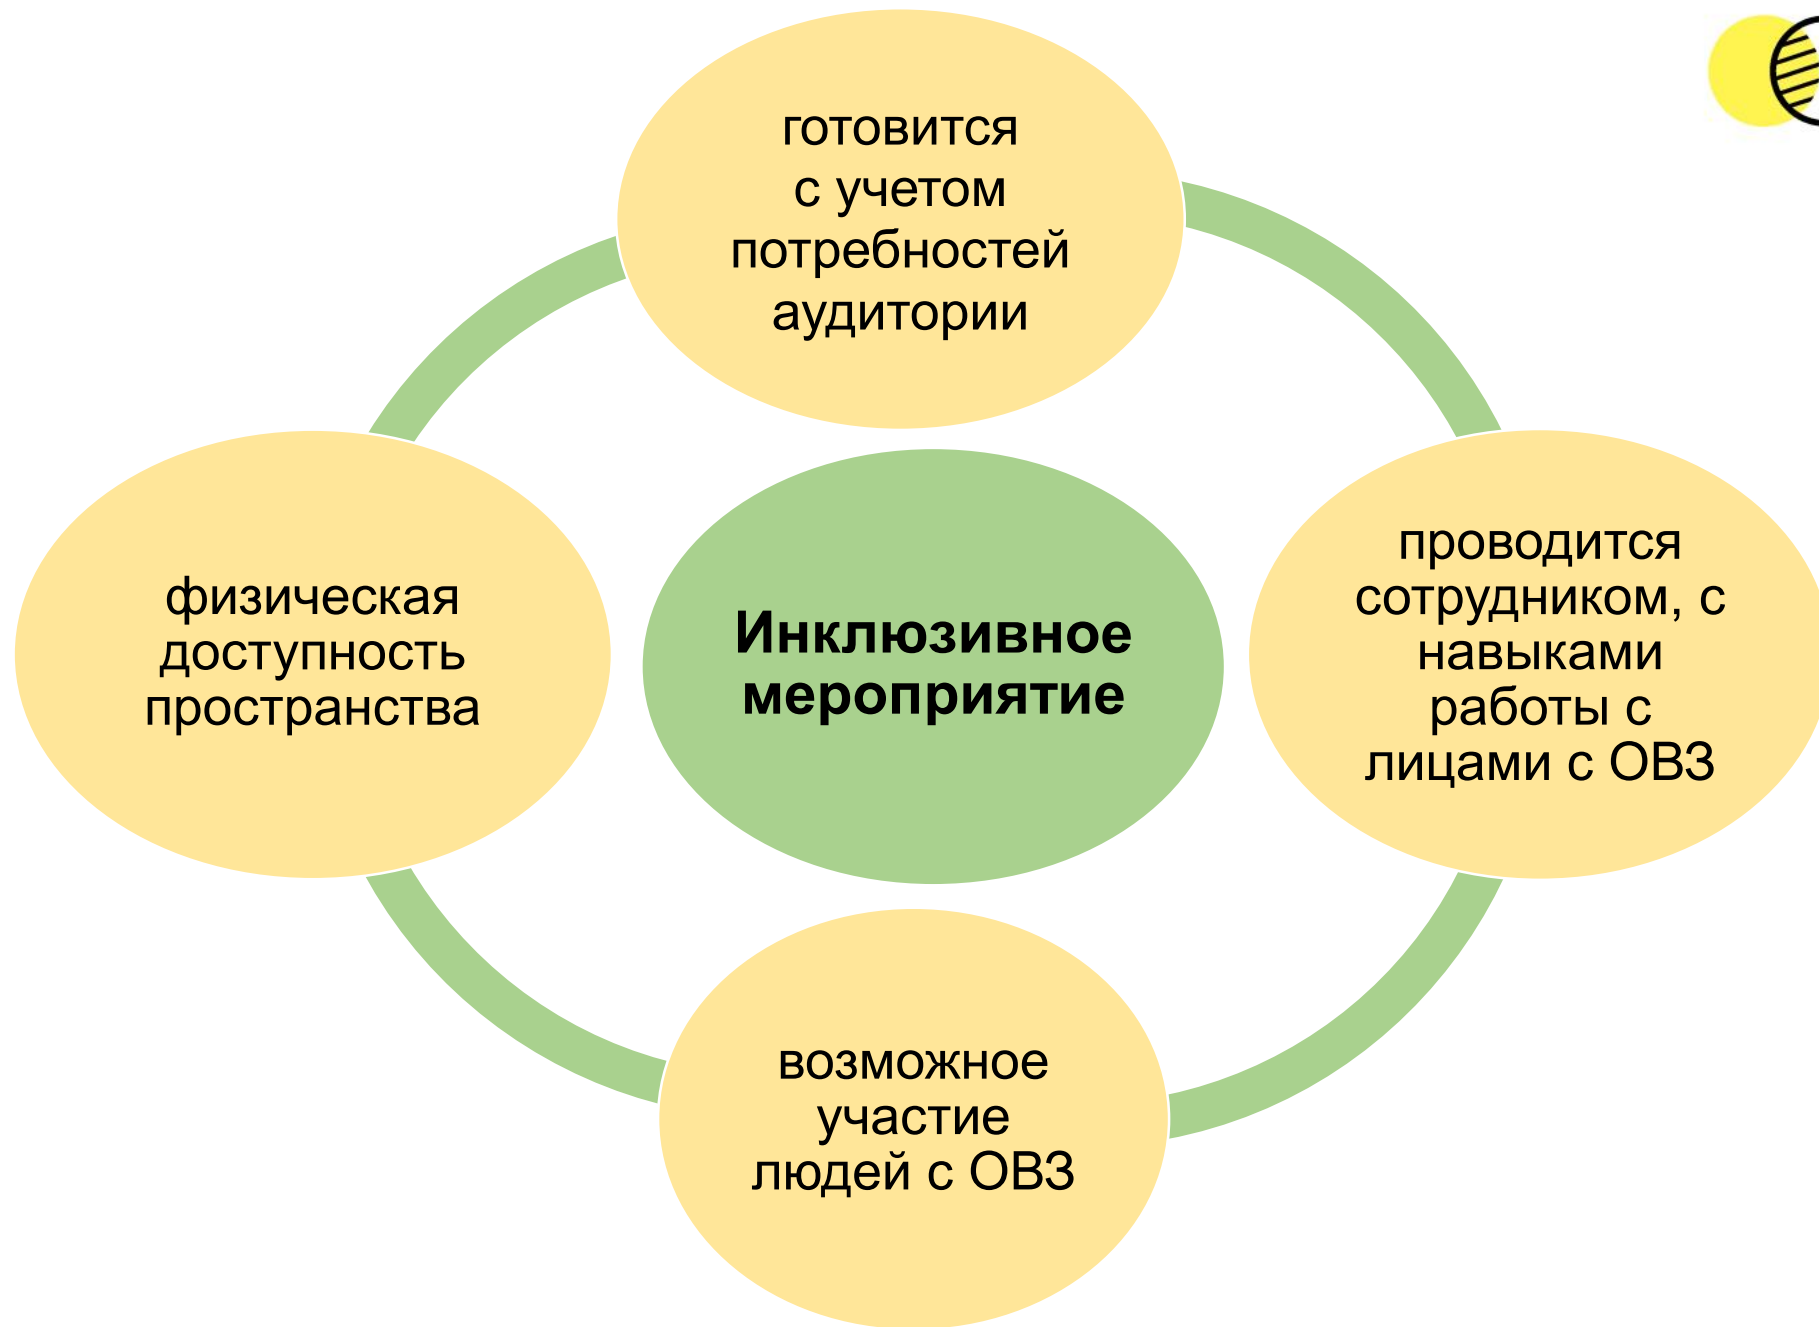 готовится
с учетом
потребностей
аудитории
физическая
доступность
пространства
Инклюзивное
мероприятие
проводится
сотрудником, с
навыками
работы с
лицами с ОВЗ
возможное
участие
людей с ОВЗ